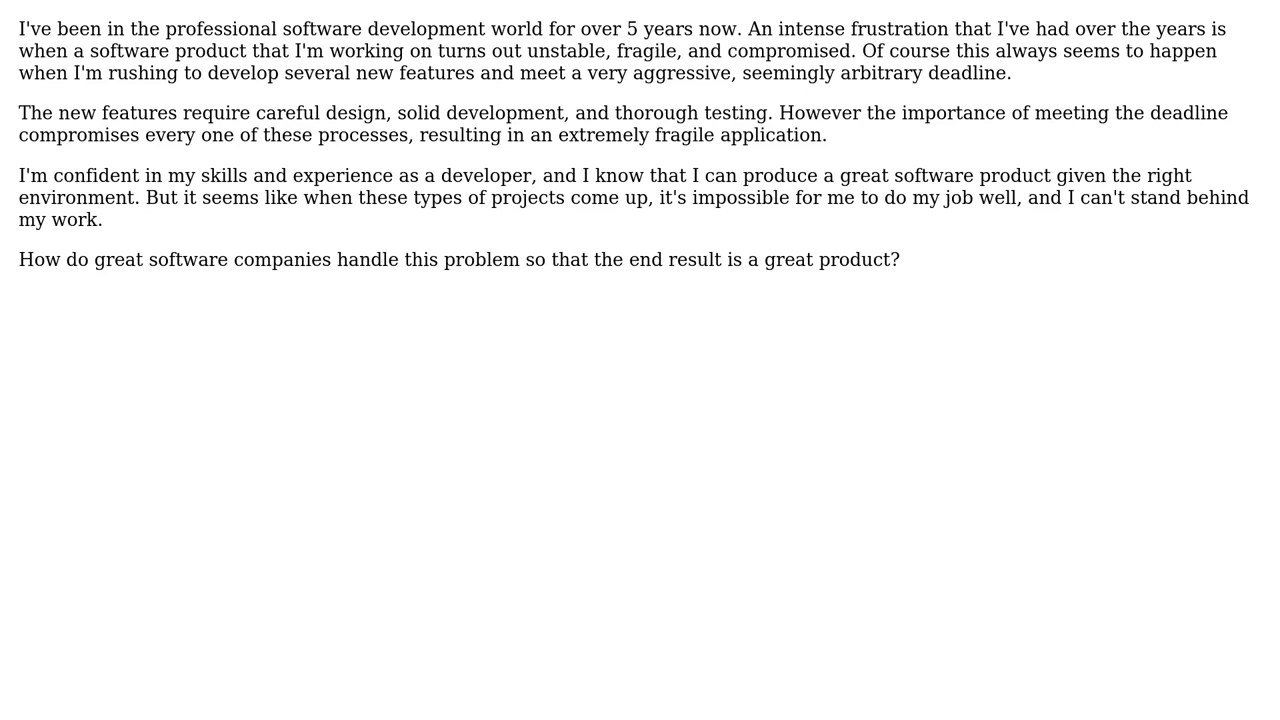 I've been in the professional software development world for over 5 years now. An intense frustration that I've had over the years is
when a software product that I'm working on turns out unstable, fragile, and compromised. Of course this always seems to happen
when I'm rushing to develop several new features and meet a very aggressive, seemingly arbitrary deadline.
The new features require careful design, solid development, and thorough testing. However the importance of meeting the deadline
compromises every one of these processes, resulting in an extremely fragile application.
I'm confident in my skills and experience as a developer, and I know that I can produce a great software product given the right
environment. But it seems like when these types of projects come up, it's impossible for me to do my job well, and I can't stand behind
my work.
How do great software companies handle this problem so that the end result is a great product?